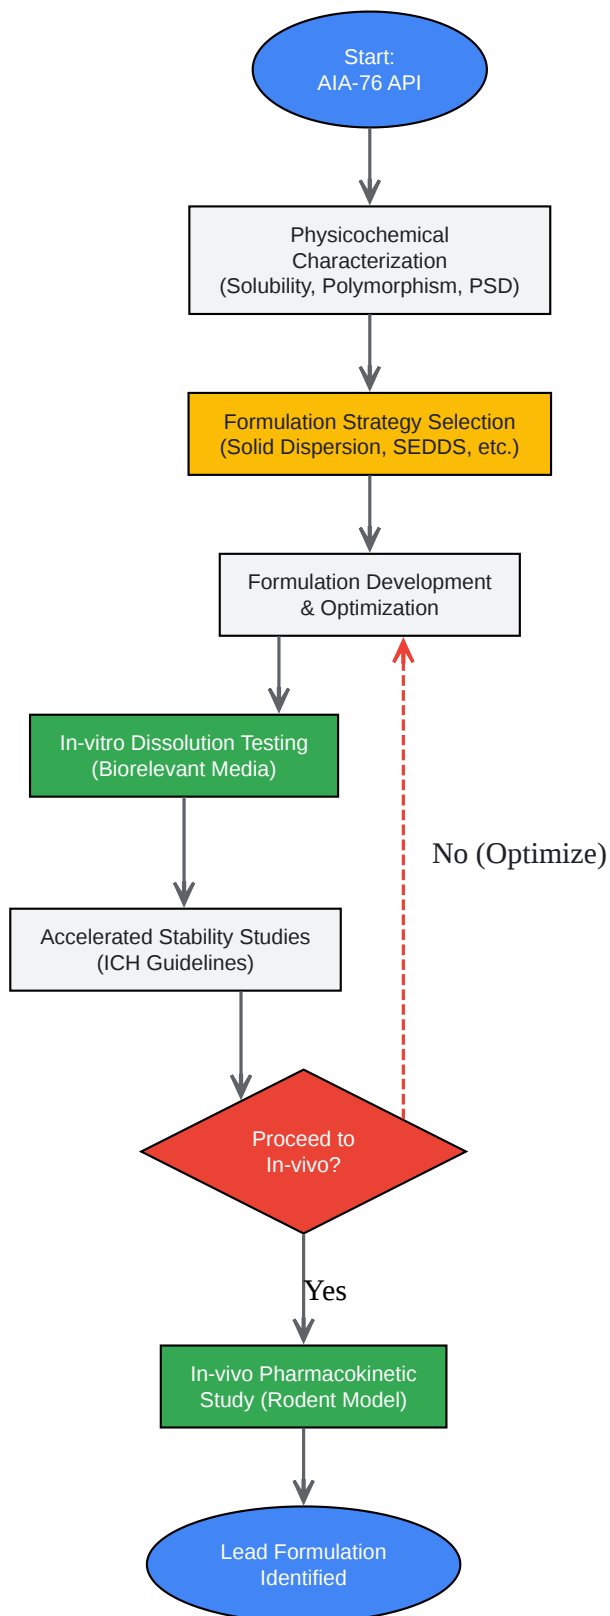 Start:
AIA-76 API
Physicochemical
Characterization
(Solubility, Polymorphism, PSD)
Formulation Strategy Selection
(Solid Dispersion, SEDDS, etc.)
Formulation Development
& Optimization
In-vitro Dissolution Testing
(Biorelevant Media)
No (Optimize)
Accelerated Stability Studies
(ICH Guidelines)
Proceed to
In-vivo?
Yes
In-vivo Pharmacokinetic
Study (Rodent Model)
Lead Formulation
Identified